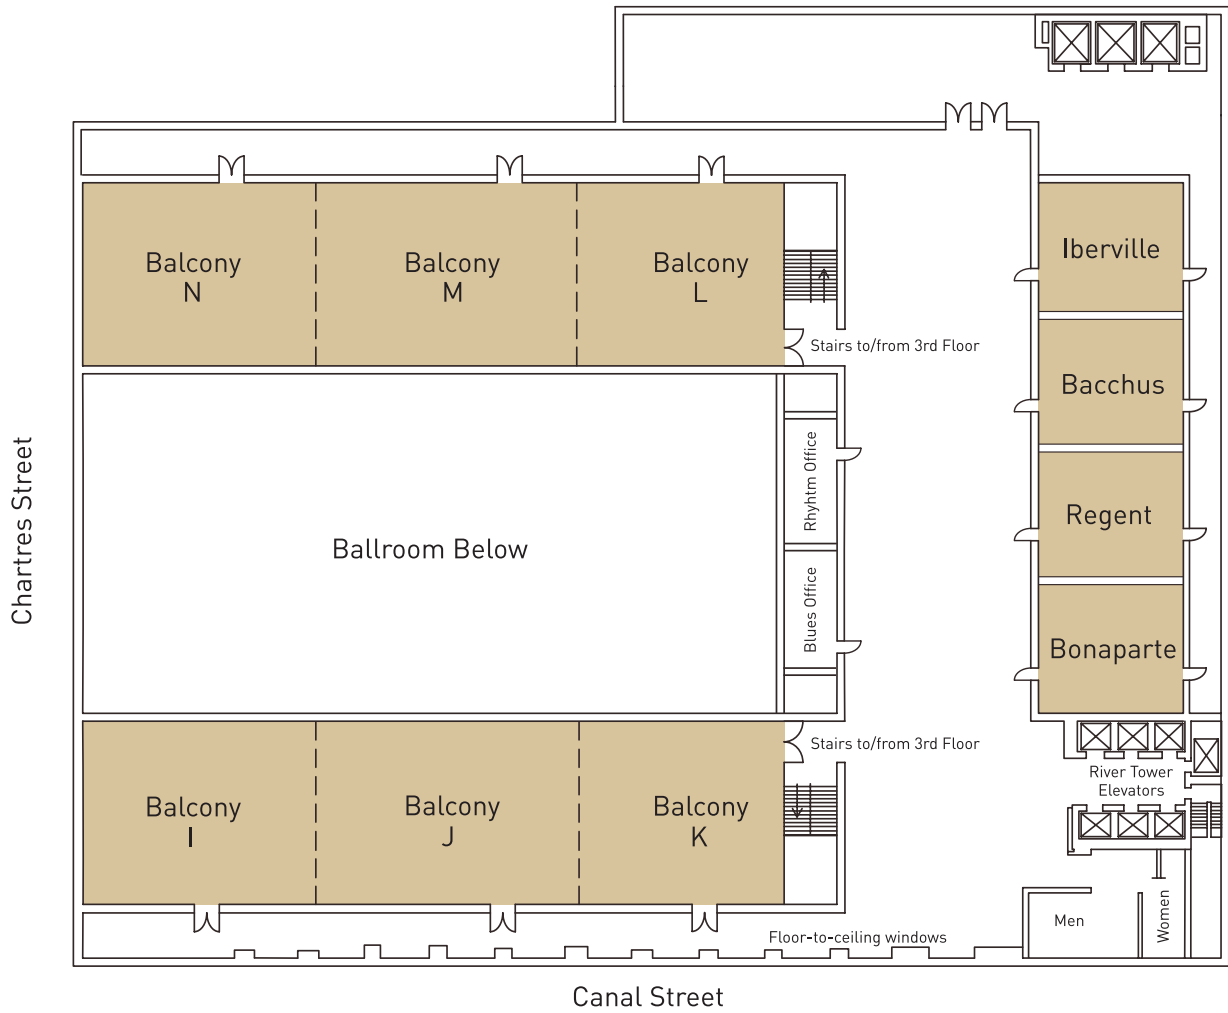 Balcony
N
Balcony
M
Balcony
L
Iberville
Stairs to/from 3rd Floor
Bacchus
Rhyhtm Office
Chartres Street
Regent
Ballroom Below
Blues Office
Bonaparte
Stairs to/from 3rd Floor
River Tower
Elevators
Balcony
I
Balcony
J
Balcony
K
Men
Women
Floor-to-ceiling windows
Canal Street